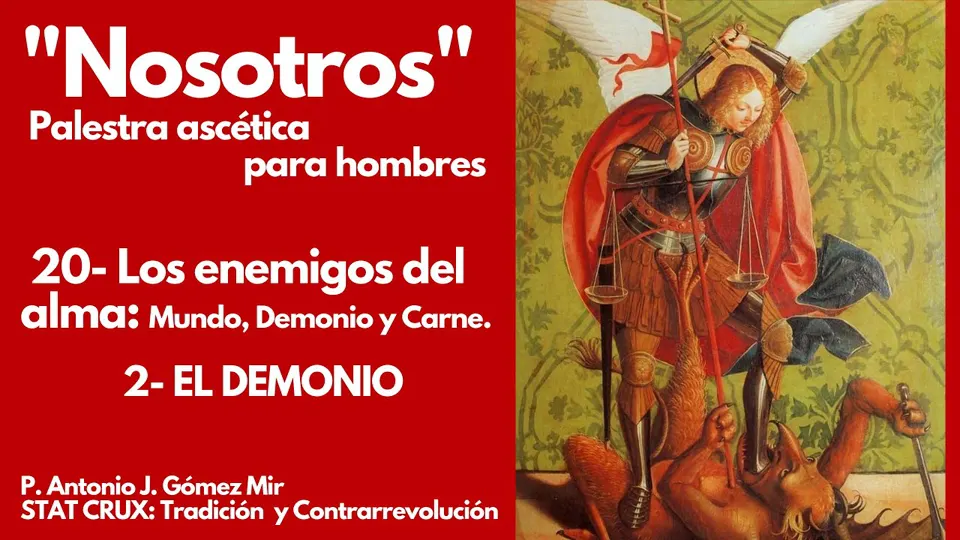 "Nosotros"
Palestra ascética
para hombres
20- Los enemigos del
alma: Mundo, Demonio y Carne.
2- EL DEMONIO
P. Antonio J. Gómez Mir
STAT CRUX: Tradición y Contrarrevolución